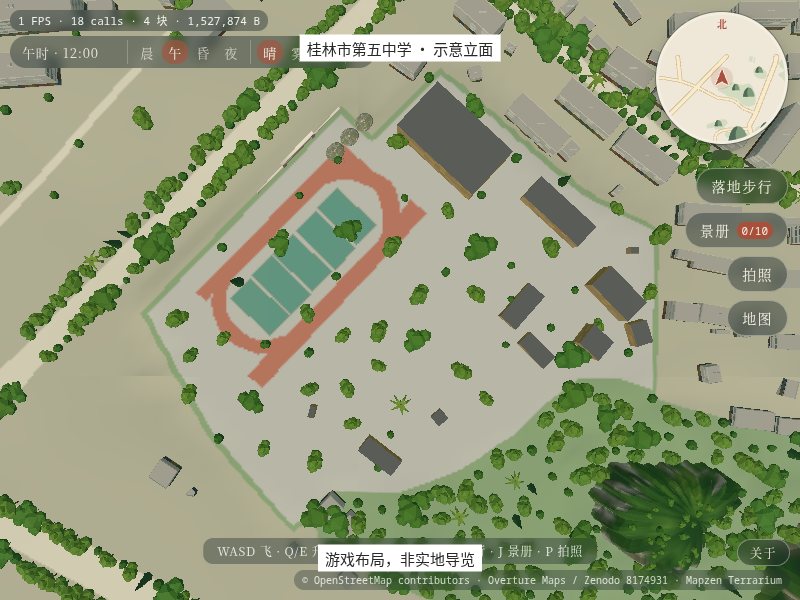 1 FPS · 18 calls · 4 块 · 1,527,874 B
午时 · 12:00 晨 午 昏 夜 晴
桂林市第五中学 · 示意立面
北
落地步行
景册 0/10
拍照
地图
WASD 飞 · Q/E
J 景册 · P 拍照
游戏布局，非实地导览
关于
© OpenStreetMap contributors · Overture Maps / Zenodo 8174931 · Mapzen Terrarium